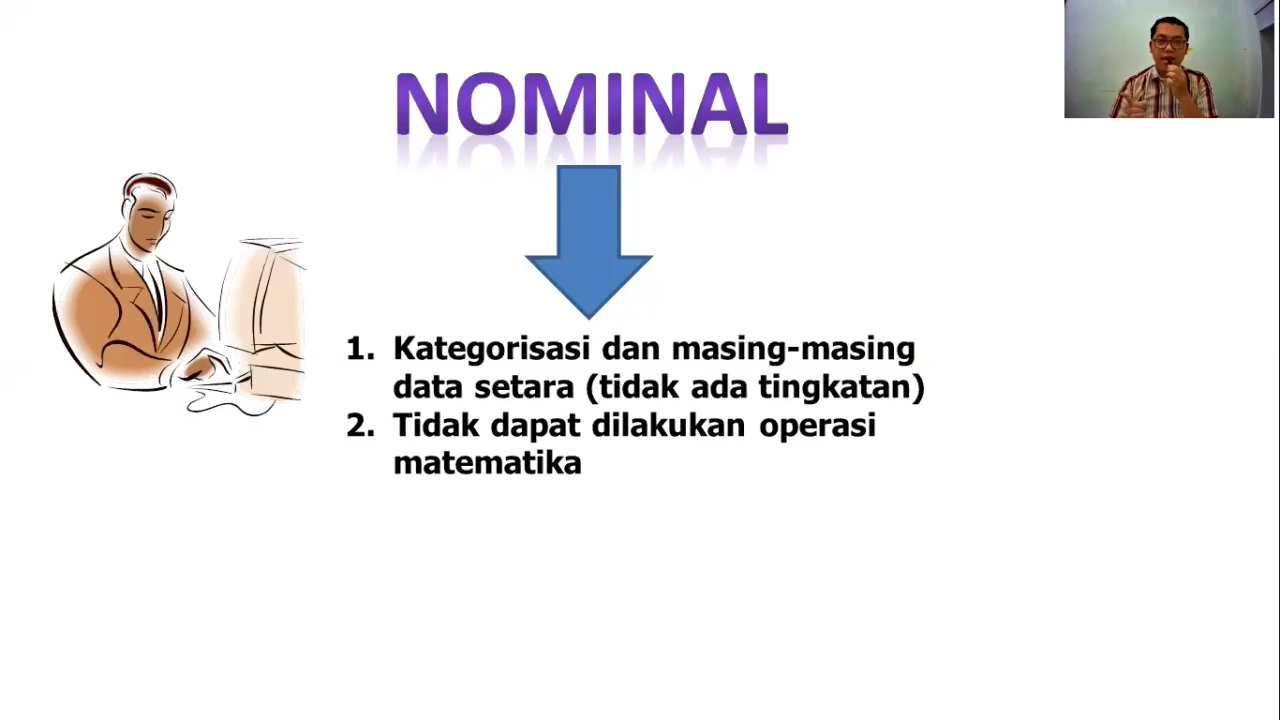 NOMINAL
1. Kategorisasi dan masing-masing
data setara (tidak ada tingkatan)
2. Tidak dapat dilakukan operasi
matematika